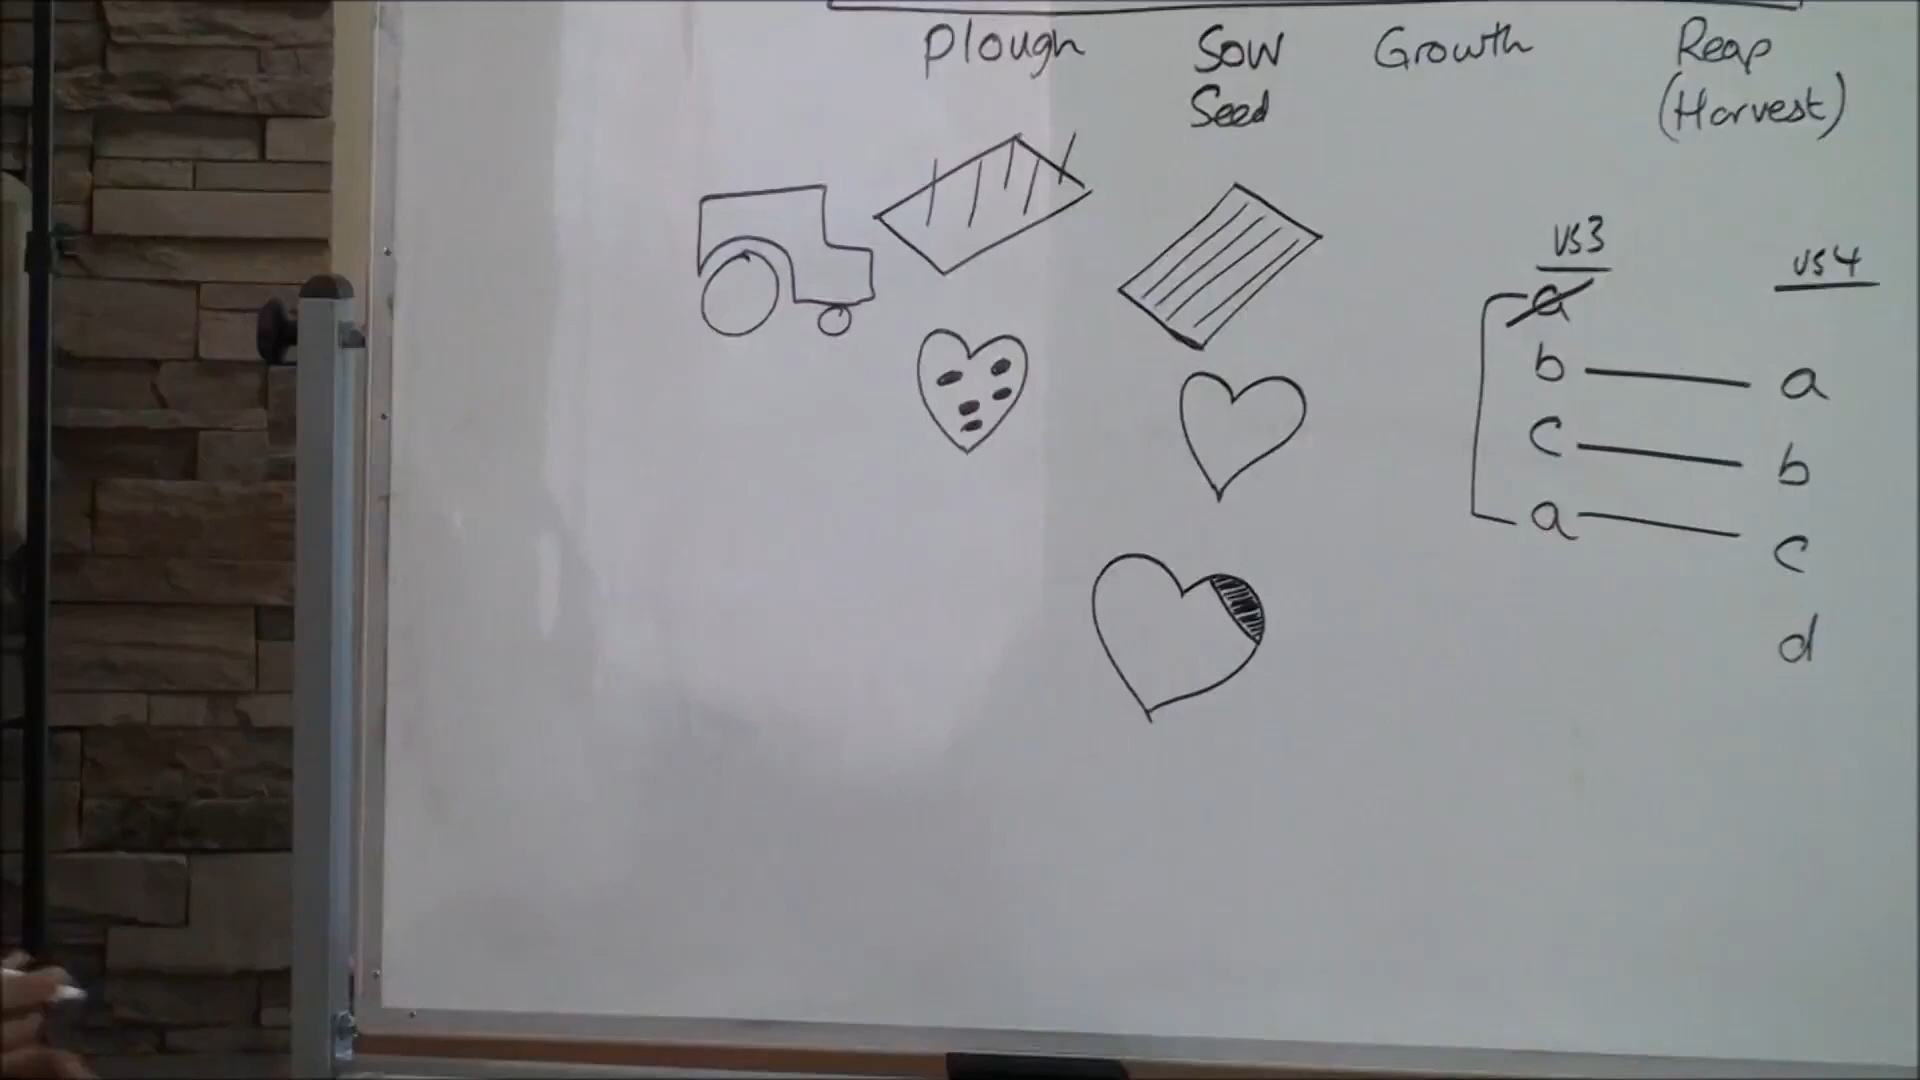 Plough Sow Growth Reap
Seed (Harvest)
vs3 vs4
a
b a
c b
a c
d